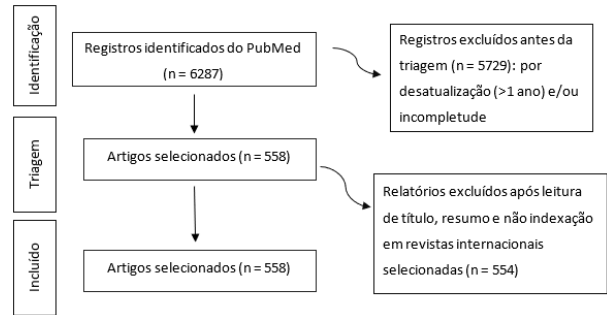 Identificação
Registros identificados do PubMed
(n = 6287)
Registros excluídos antes da
triagem (n = 5729): por
desatualização (>1 ano) e/ou
incompletude
Triagem
Artigos selecionados (n = 558)
Relatórios excluídos após leitura
de título, resumo e não indexação
em revistas internacionais
selecionadas (n = 554)
Incluído
Artigos selecionados (n = 558)